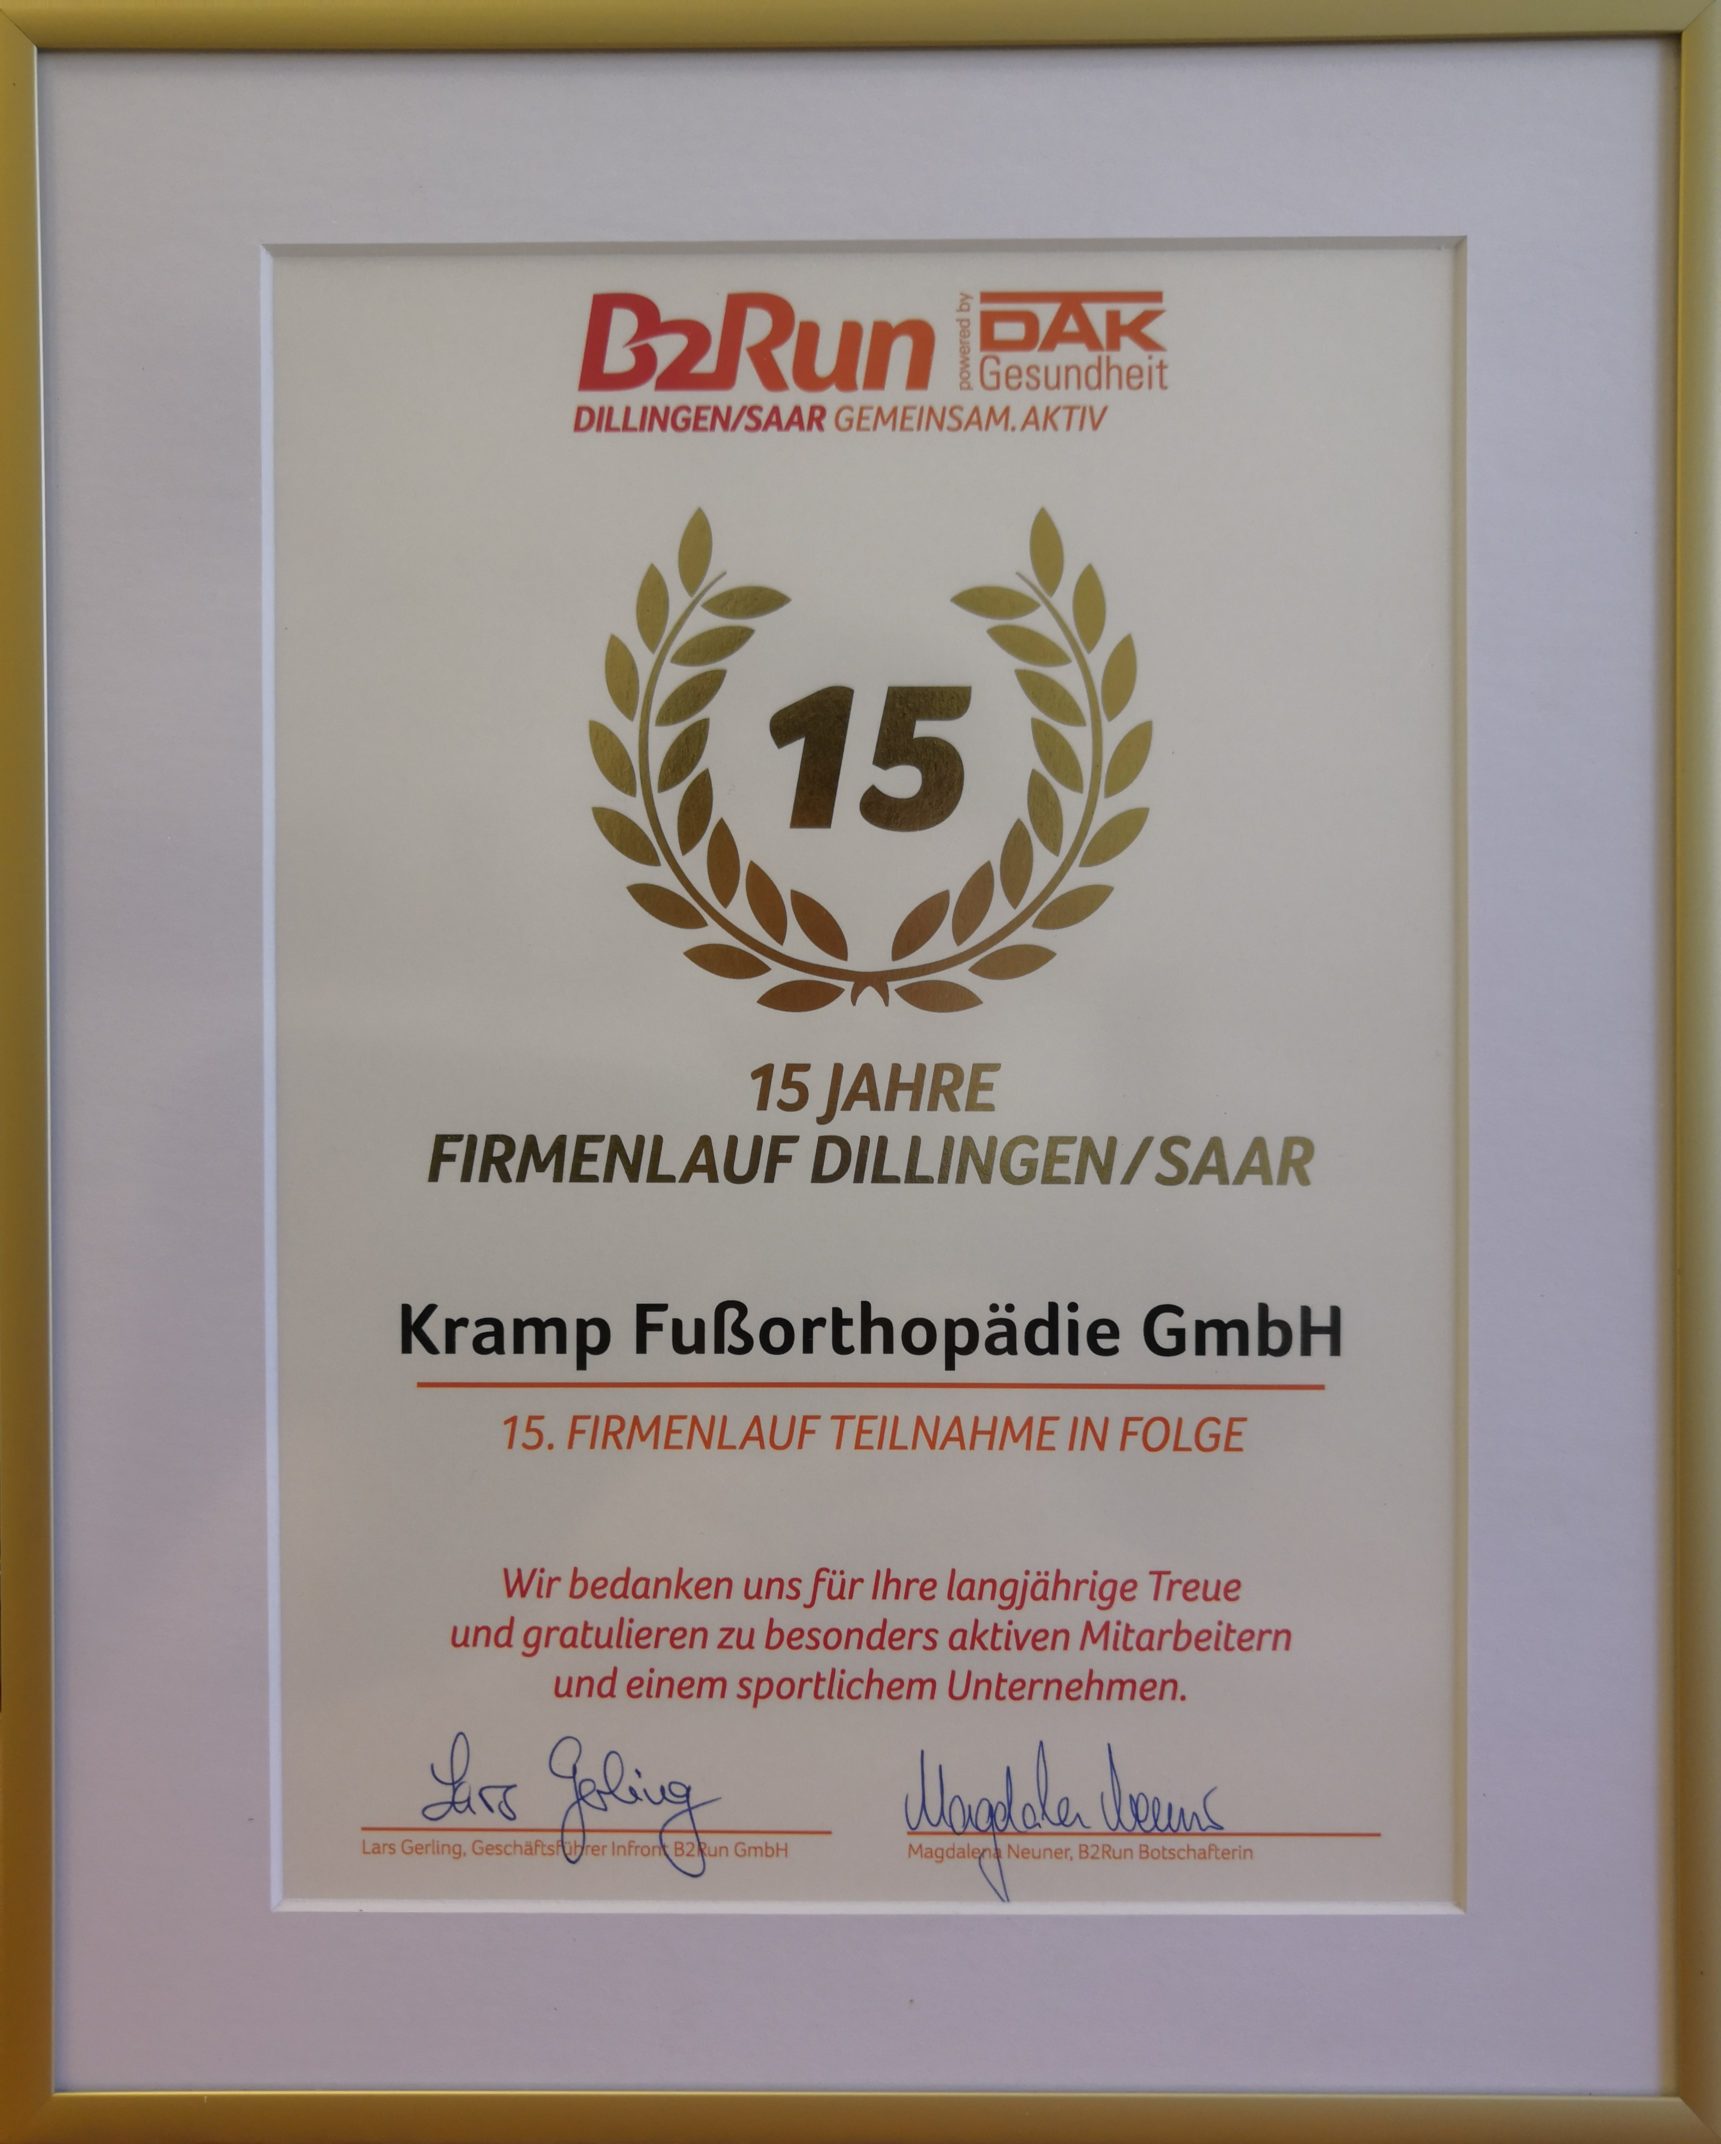 B2Run powered by DAK Gesundheit
DILLINGEN/SAAR GEMEINSAM.AKTIV
15
15 JAHRE
FIRMENLAUF DILLINGEN/SAAR
Kramp Fußorthopädie GmbH
15. FIRMENLAUF TEILNAHME IN FOLGE
Wir bedanken uns für Ihre langjährige Treue
und gratulieren zu besonders aktiven Mitarbeitern
und einem sportlichem Unternehmen.
Lars Gerling Magdalena Neuner
Lars Gerling, Geschäftsführer Infront B2Run GmbH
Magdalena Neuner, B2Run Botschafterin